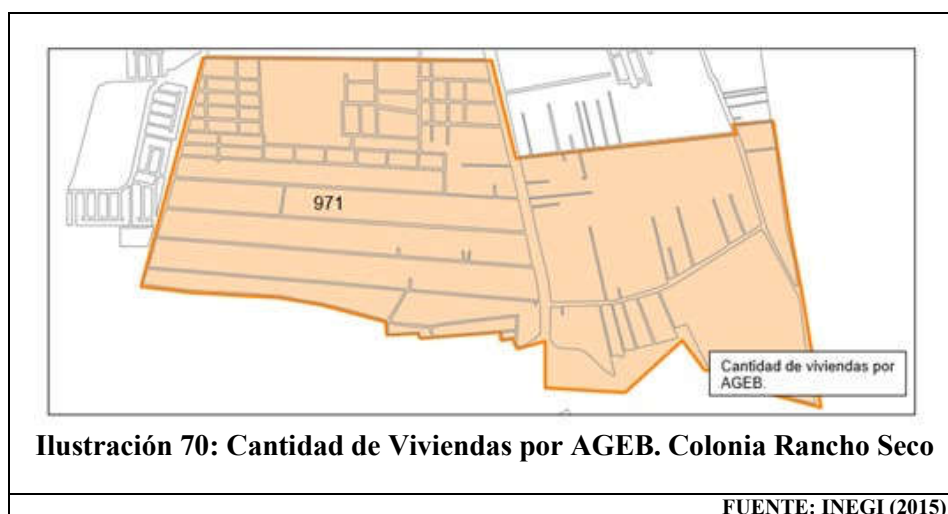 971
Cantidad de viviendas por
AGEB.
Ilustración 70: Cantidad de Viviendas por AGEB. Colonia Rancho Seco
FUENTE: INEGI (2015)